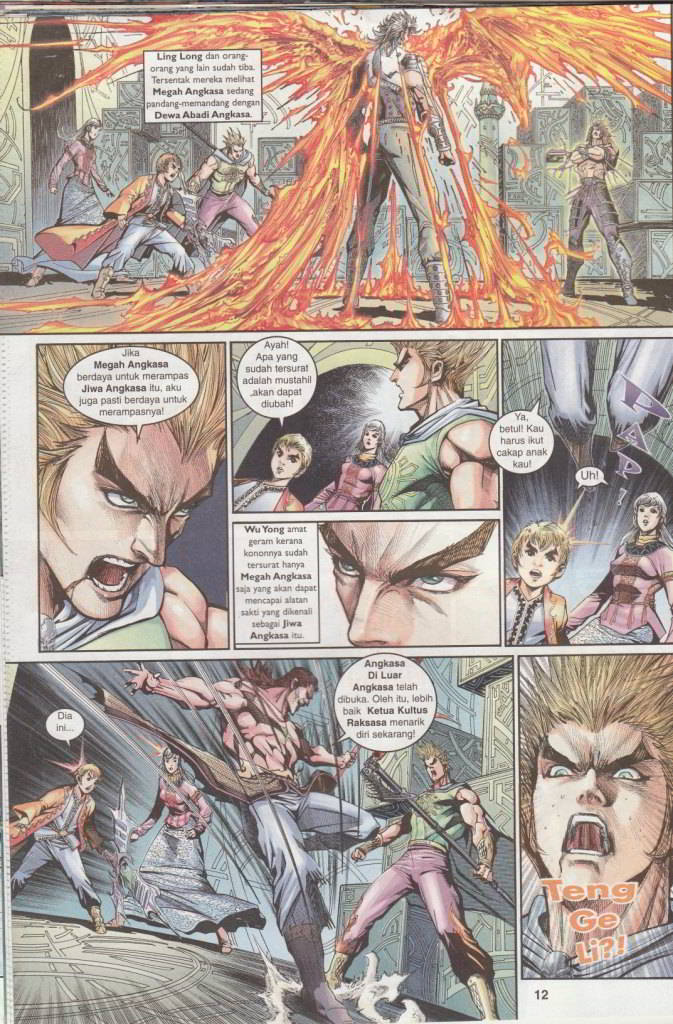 Ling Long dan orang-
orang yang lain sudah tiba.
Tersentak mereka melihat
Megah Angkasa sedang
pandang-memandang dengan
Dewa Abadi Angkasa.
Jika
Megah Angkasa
berdaya untuk merampas
Jiwa Angkasa itu, aku
juga pasti berdaya untuk
merampasnya!
Ayah!
Apa yang
sudah tersurat
adalah mustahil
,akan dapat
diubah!
Wu Yong amat
geram kerana
kononnya sudah
tersurat hanya
Megah Angkasa
saja yang akan dapat
mencapai alatan
sakti yang dikenali
sebagai Jiwa
Angkasa itu.
Ya,
betul! Kau
harus ikut
cakap anak
kau!
Uh!
HAP!
Dia
ini...
Angkasa
Di Luar
Angkasa telah
dibuka. Oleh itu, lebih
baik Ketua Kultus
Raksasa menarik
diri sekarang!
Teng
Ge
Li?!
12